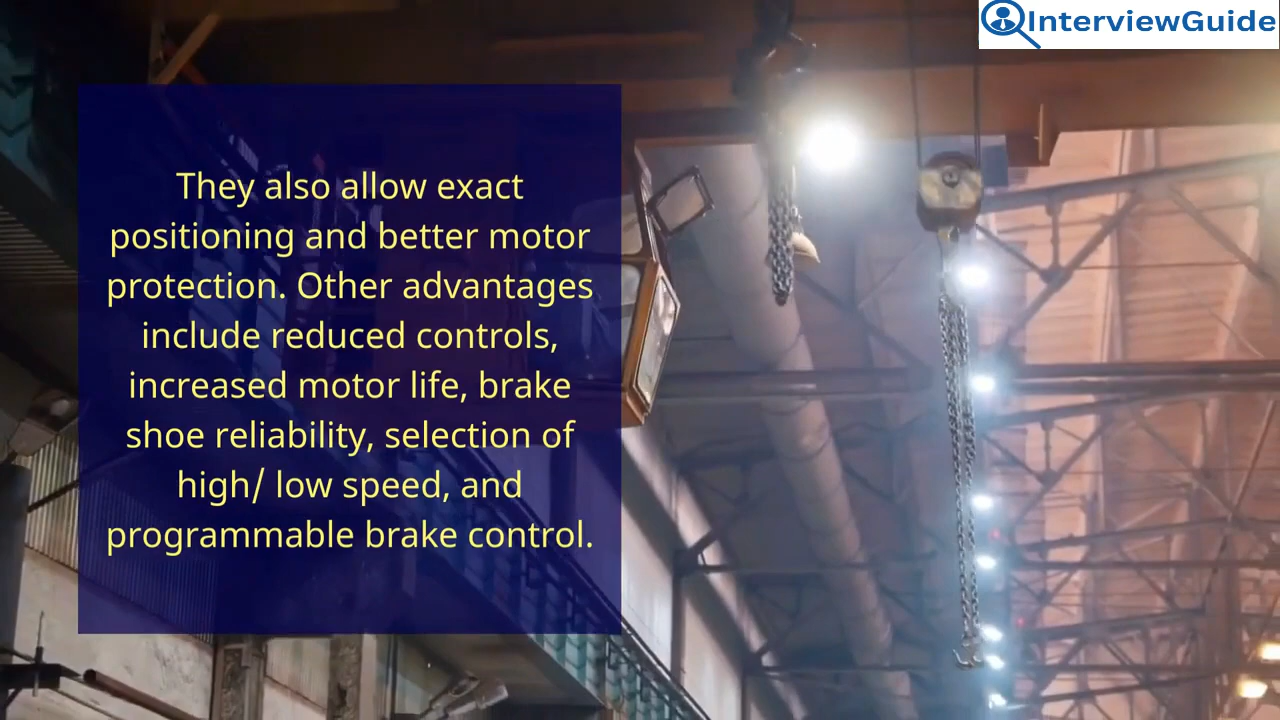 InterviewGuide
They also allow exact
positioning and better motor
protection. Other advantages
include reduced controls,
increased motor life, brake
shoe reliability, selection of
high/ low speed, and
programmable brake control.